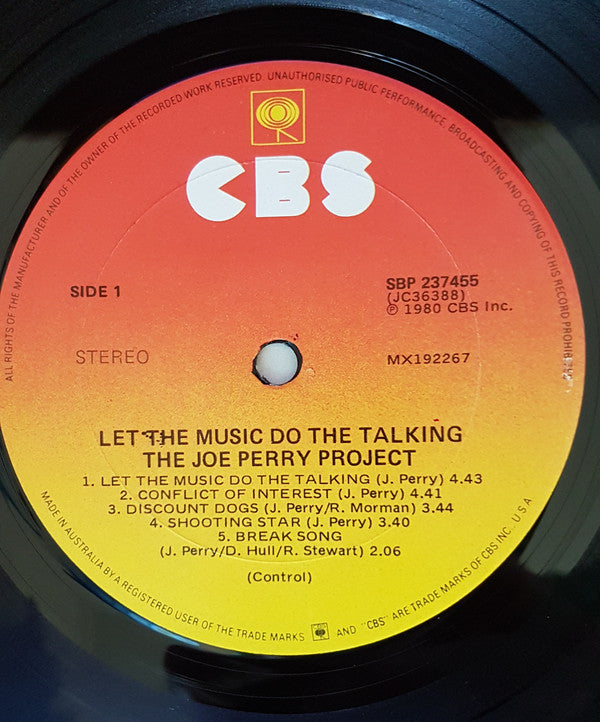 ALL RIGHTS OF THE MANUFACTURER AND OF THE OWNER OF THE RECORDED WORK RESERVED. UNAUTHORISED PUBLIC PERFORMANCE, BROADCASTING AND COPYING OF THIS RECORD PROHIBITED
CBS
SIDE 1
SBP 237455
(JC36388)
℗ 1980 CBS Inc.
STEREO
MX192267
LET THE MUSIC DO THE TALKING
THE JOE PERRY PROJECT
1. LET THE MUSIC DO THE TALKING (J. Perry) 4.43
2. CONFLICT OF INTEREST (J. Perry) 4.41
3. DISCOUNT DOGS (J. Perry/R. Morman) 3.44
4. SHOOTING STAR (J. Perry) 3.40
5. BREAK SONG
(J. Perry/D. Hull/R. Stewart) 2.06
(Control)
MADE IN AUSTRALIA BY A REGISTERED USER OF THE TRADE MARKS AND "CBS" ARE TRADE MARKS OF CBS INC. U S A